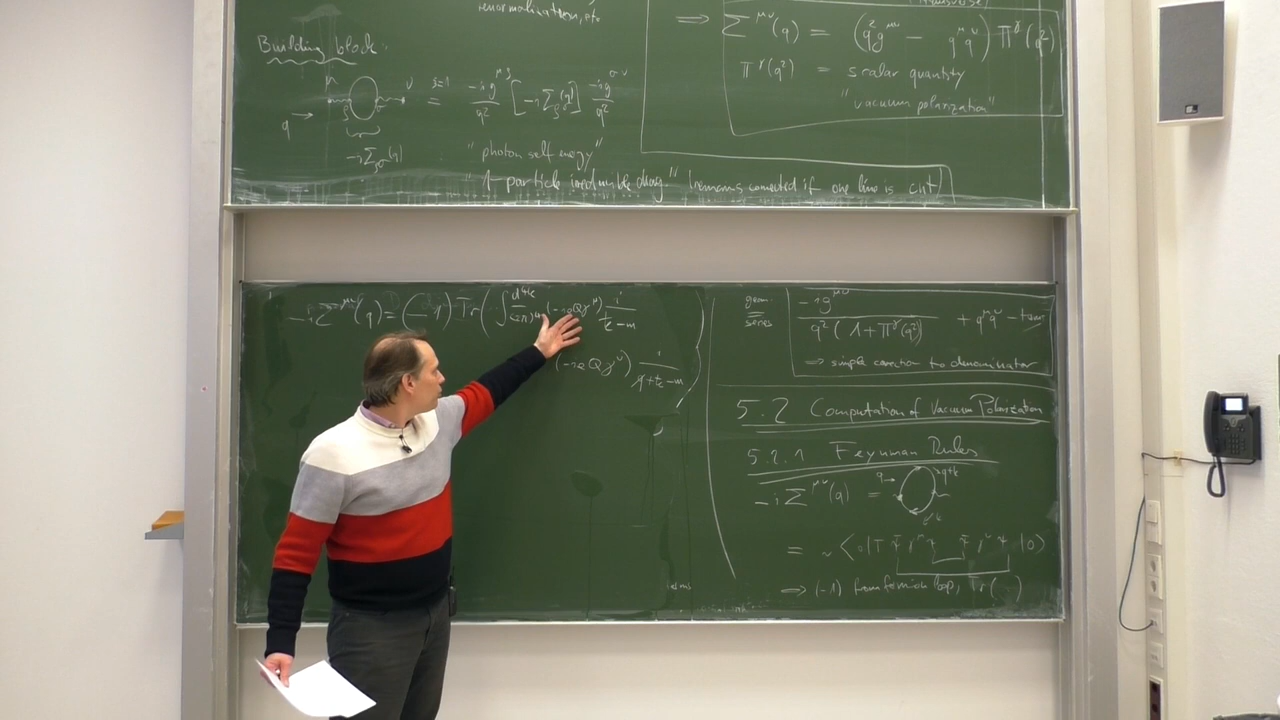 renormalization, etc
Building block:
q → = -ig^{μρ}/q² [-iΣ_{ρσ}(q)] -ig^{σν}/q²
-iΣ_{ρσ}(q)
"photon self energy"
"1-particle irreducible diag." (remains connected if one line is cut)
(transverse)
⟹ Σ^{μν}(q) = (q²g^{μν} - q^μ q^ν) Π^γ(q²)
Π^γ(q²) = scalar quantity
"vacuum polarization"
-iΣ^{μν}(q) = (-1) Tr(∫ d⁴k/(2π)⁴ (-ieQγ^μ) i/(k̸-m)
(-ieQγ^ν) i/(q̸+k̸-m) )
geom. series = -ig^{μν}/(q²(1+Π^γ(q²))) + q^μq^ν-term
⇒ simple correction to denominator
5.2 Computation of Vacuum Polarization
5.2.1 Feynman Rules
-iΣ^{μν}(q) = q→ q+k k
= ~ <0|T ψ̄ γ^μ ψ ψ̄ γ^ν ψ |0>
⟹ (-1) from fermion loop, Tr( )